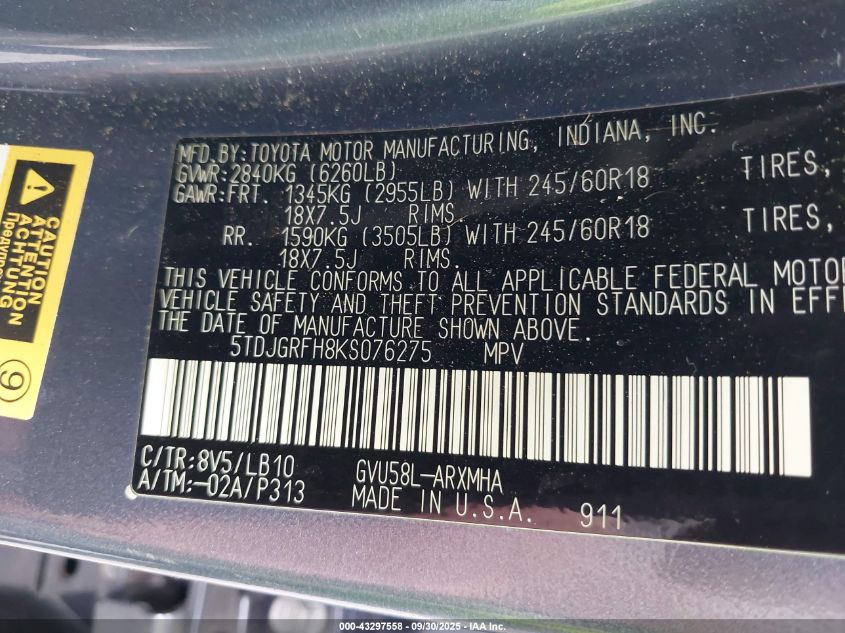 MFD. BY: TOYOTA MOTOR MANUFACTURING, INDIANA, INC.
GVWR: 2840KG (6260LB)
GAWR: FRT. 1345KG (2955LB) WITH 245/60R18 TIRES,
18X7.5J RIMS.
RR. 1590KG (3505LB) WITH 245/60R18 TIRES,
18X7.5J RIMS.
THIS VEHICLE CONFORMS TO ALL APPLICABLE FEDERAL MOTOR
VEHICLE SAFETY AND THEFT PREVENTION STANDARDS IN EFFE
THE DATE OF MANUFACTURE SHOWN ABOVE.
5TDJGRFH8KS076275 MPV
C/TR: 8V5/LB10 GVU58L-ARXMHA
A/TM: -02A/P313 MADE IN U.S.A. 911
CAUTION
ATTENTION
ACHTUNG
9
000-43297558 - 09/30/2025 - IAA Inc.